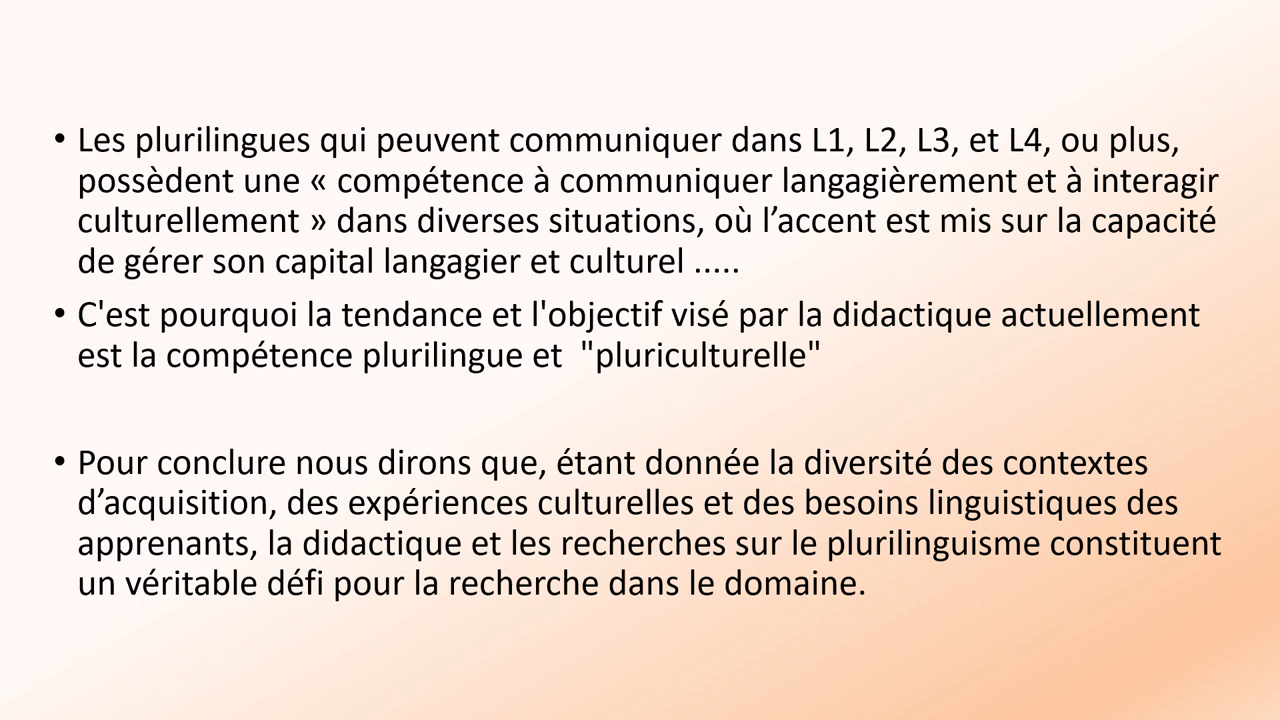 • Les plurilingues qui peuvent communiquer dans L1, L2, L3, et L4, ou plus,
possèdent une « compétence à communiquer langagièrement et à interagir
culturellement » dans diverses situations, où l’accent est mis sur la capacité
de gérer son capital langagier et culturel .....
• C'est pourquoi la tendance et l'objectif visé par la didactique actuellement
est la compétence plurilingue et  "pluriculturelle"
• Pour conclure nous dirons que, étant donnée la diversité des contextes
d’acquisition, des expériences culturelles et des besoins linguistiques des
apprenants, la didactique et les recherches sur le plurilinguisme constituent
un véritable défi pour la recherche dans le domaine.